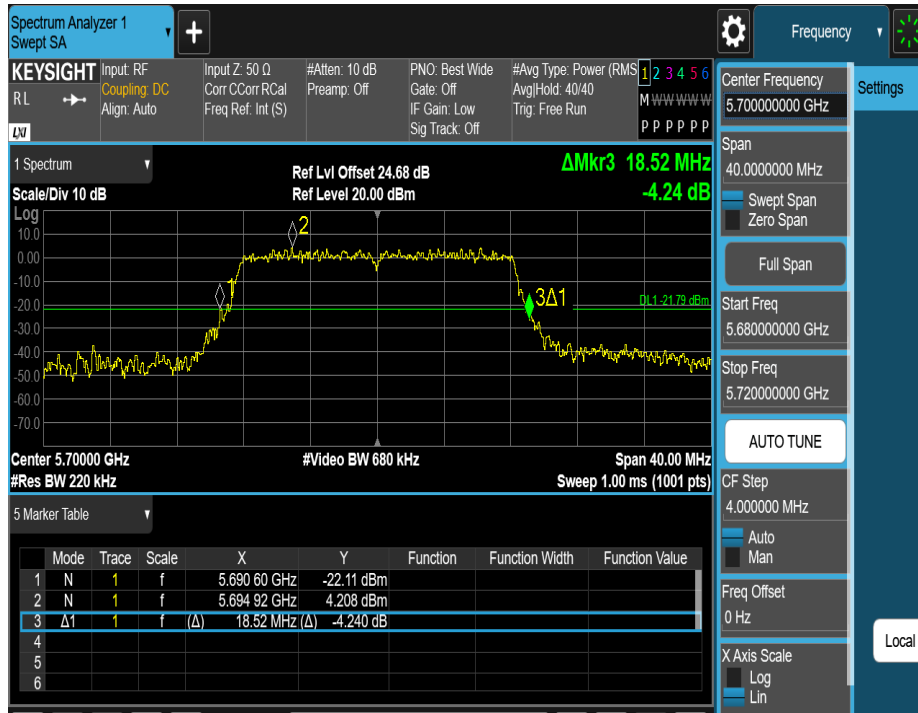 Spectrum Analyzer 1
Swept SA
+
Frequency
KEYSIGHT
RL
LXI
Input: RF
Coupling: DC
Align: Auto
Input Z: 50 Ω
Corr CCorr RCal
Freq Ref: Int (S)
#Atten: 10 dB
Preamp: Off
PNO: Best Wide
Gate: Off
IF Gain: Low
Sig Track: Off
#Avg Type: Power (RMS
Avg|Hold: 40/40
Trig: Free Run
1 2 3 4 5 6
M W W W W W
P P P P P P
1 Spectrum
Scale/Div 10 dB
Ref Lvl Offset 24.68 dB
Ref Level 20.00 dBm
ΔMkr3 18.52 MHz
-4.24 dB
Log
10.0
0.00
-10.0
-20.0
-30.0
-40.0
-50.0
-60.0
-70.0
2
1
3Δ1
DL1 -21.79 dBm
Center 5.70000 GHz
#Res BW 220 kHz
#Video BW 680 kHz
Span 40.00 MHz
Sweep 1.00 ms (1001 pts)
5 Marker Table
Mode Trace Scale X Y Function Function Width Function Value
1 N 1 f 5.690 60 GHz -22.11 dBm
2 N 1 f 5.694 92 GHz 4.208 dBm
3 Δ1 1 f (Δ) 18.52 MHz (Δ) -4.240 dB
4
5
6
Center Frequency
5.700000000 GHz
Span
40.0000000 MHz
Swept Span
Zero Span
Full Span
Start Freq
5.680000000 GHz
Stop Freq
5.720000000 GHz
AUTO TUNE
CF Step
4.000000 MHz
Auto
Man
Freq Offset
0 Hz
X Axis Scale
Log
Lin
Settings
Local